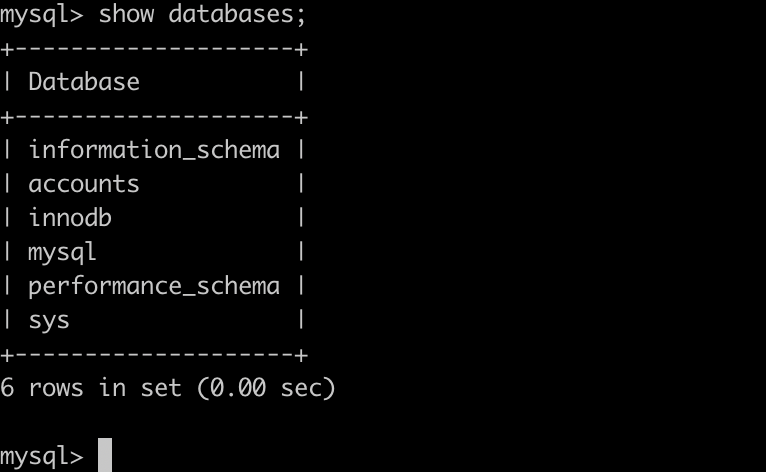 mysql> show databases;
+--------------------+
| Database           |
+--------------------+
| information_schema |
| accounts           |
| innodb             |
| mysql              |
| performance_schema |
| sys                |
+--------------------+
6 rows in set (0.00 sec)
mysql>